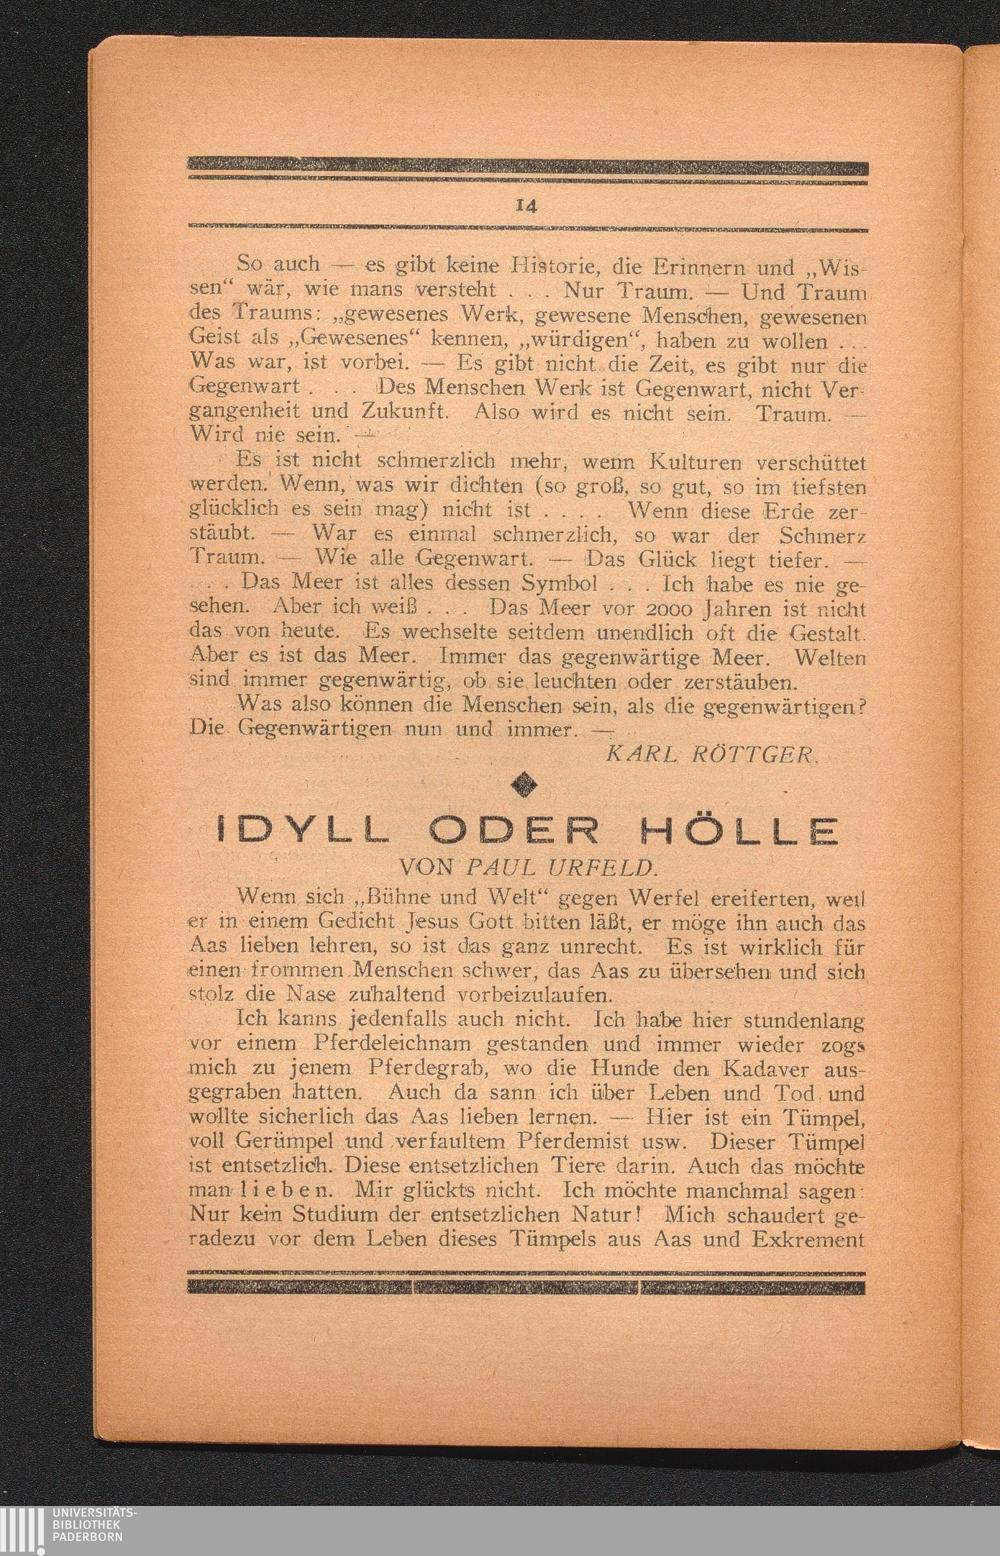 14
So auch — es gibt keine Historie, die Erinnern und „Wis-
sen“ wär, wie mans versteht . . . Nur Traum. — Und Traum
des Traums: „gewesenes Werk, gewesene Menschen, gewesenen
Geist als „Gewesenes“ kennen, „würdigen“, haben zu wollen . . .
Was war, ist vorbei. — Es gibt nicht die Zeit, es gibt nur die
Gegenwart . . . Des Menschen Werk ist Gegenwart, nicht Ver-
gangenheit und Zukunft. Also wird es nicht sein. Traum. —
Wird nie sein. —
Es ist nicht schmerzlich mehr, wenn Kulturen verschüttet
werden. Wenn, was wir dichten (so groß, so gut, so im tiefsten
glücklich es sein mag) nicht ist . . . . Wenn diese Erde zer-
stäubt. — War es einmal schmerzlich, so war der Schmerz
Traum. — Wie alle Gegenwart. — Das Glück liegt tiefer. —
. . . Das Meer ist alles dessen Symbol . . . Ich habe es nie ge-
sehen. Aber ich weiß . . . Das Meer vor 2000 Jahren ist nicht
das von heute. Es wechselte seitdem unendlich oft die Gestalt.
Aber es ist das Meer. Immer das gegenwärtige Meer. Welten
sind immer gegenwärtig, ob sie leuchten oder zerstäuben.
Was also können die Menschen sein, als die gegenwärtigen?
Die Gegenwärtigen nun und immer. —
KARL RÖTTGER.
IDYLL ODER HÖLLE
VON PAUL URFELD.
Wenn sich „Bühne und Welt“ gegen Werfel ereiferten, weil
er in einem Gedicht Jesus Gott bitten läßt, er möge ihn auch das
Aas lieben lehren, so ist das ganz unrecht. Es ist wirklich für
einen frommen Menschen schwer, das Aas zu übersehen und sich
stolz die Nase zuhaltend vorbeizulaufen.
Ich kanns jedenfalls auch nicht. Ich habe hier stundenlang
vor einem Pferdeleichnam gestanden und immer wieder zogs
mich zu jenem Pferdegrab, wo die Hunde den Kadaver aus-
gegraben hatten. Auch da sann ich über Leben und Tod und
wollte sicherlich das Aas lieben lernen. — Hier ist ein Tümpel,
voll Gerümpel und verfaultem Pferdemist usw. Dieser Tümpel
ist entsetzlich. Diese entsetzlichen Tiere darin. Auch das möchte
man lieben. Mir glückts nicht. Ich möchte manchmal sagen:
Nur kein Studium der entsetzlichen Natur! Mich schaudert ge-
radezu vor dem Leben dieses Tümpels aus Aas und Exkrement
UNIVERSITÄTS-
BIBLIOTHEK
PADERBORN